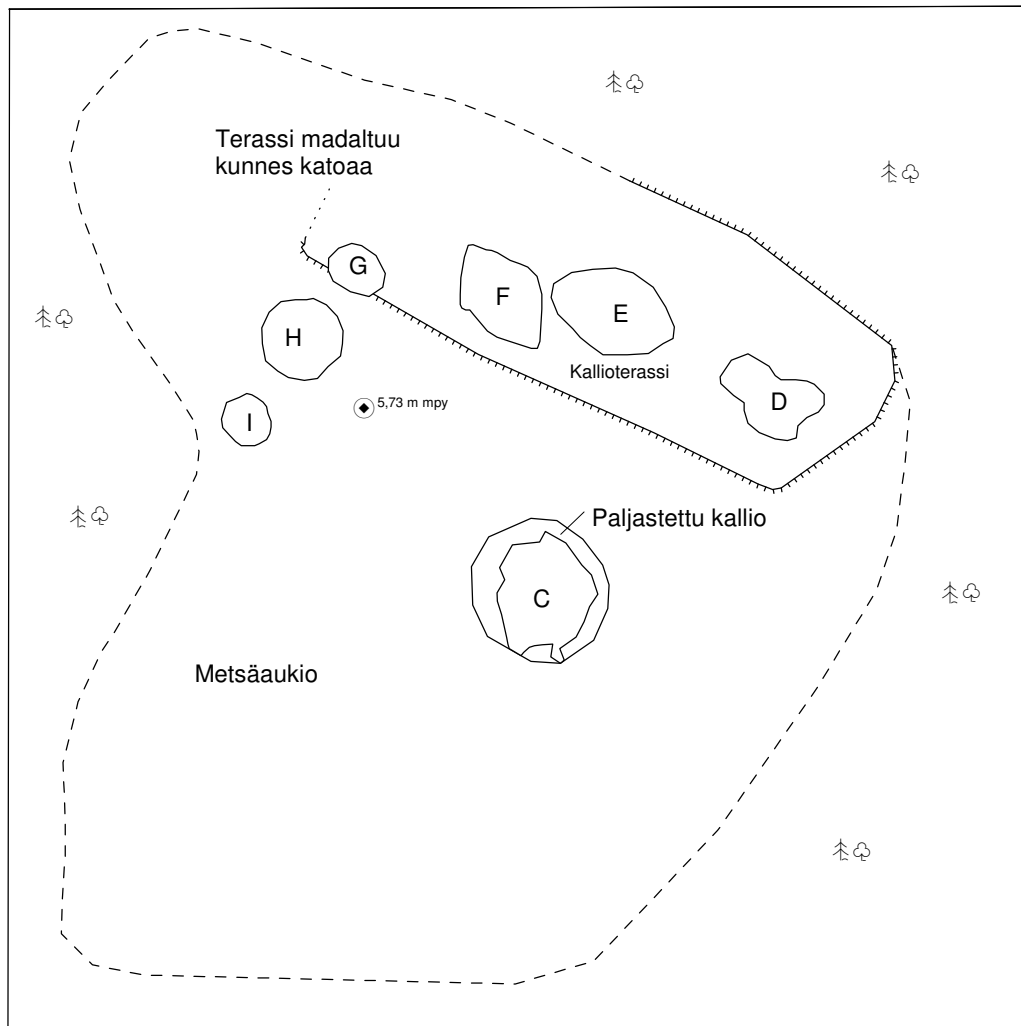 Terassi madaltuu
kunnes katoaa
G
F
E
H
Kallioterassi
D
5,73 m mpy
I
Paljastettu kallio
C
Metsäaukio